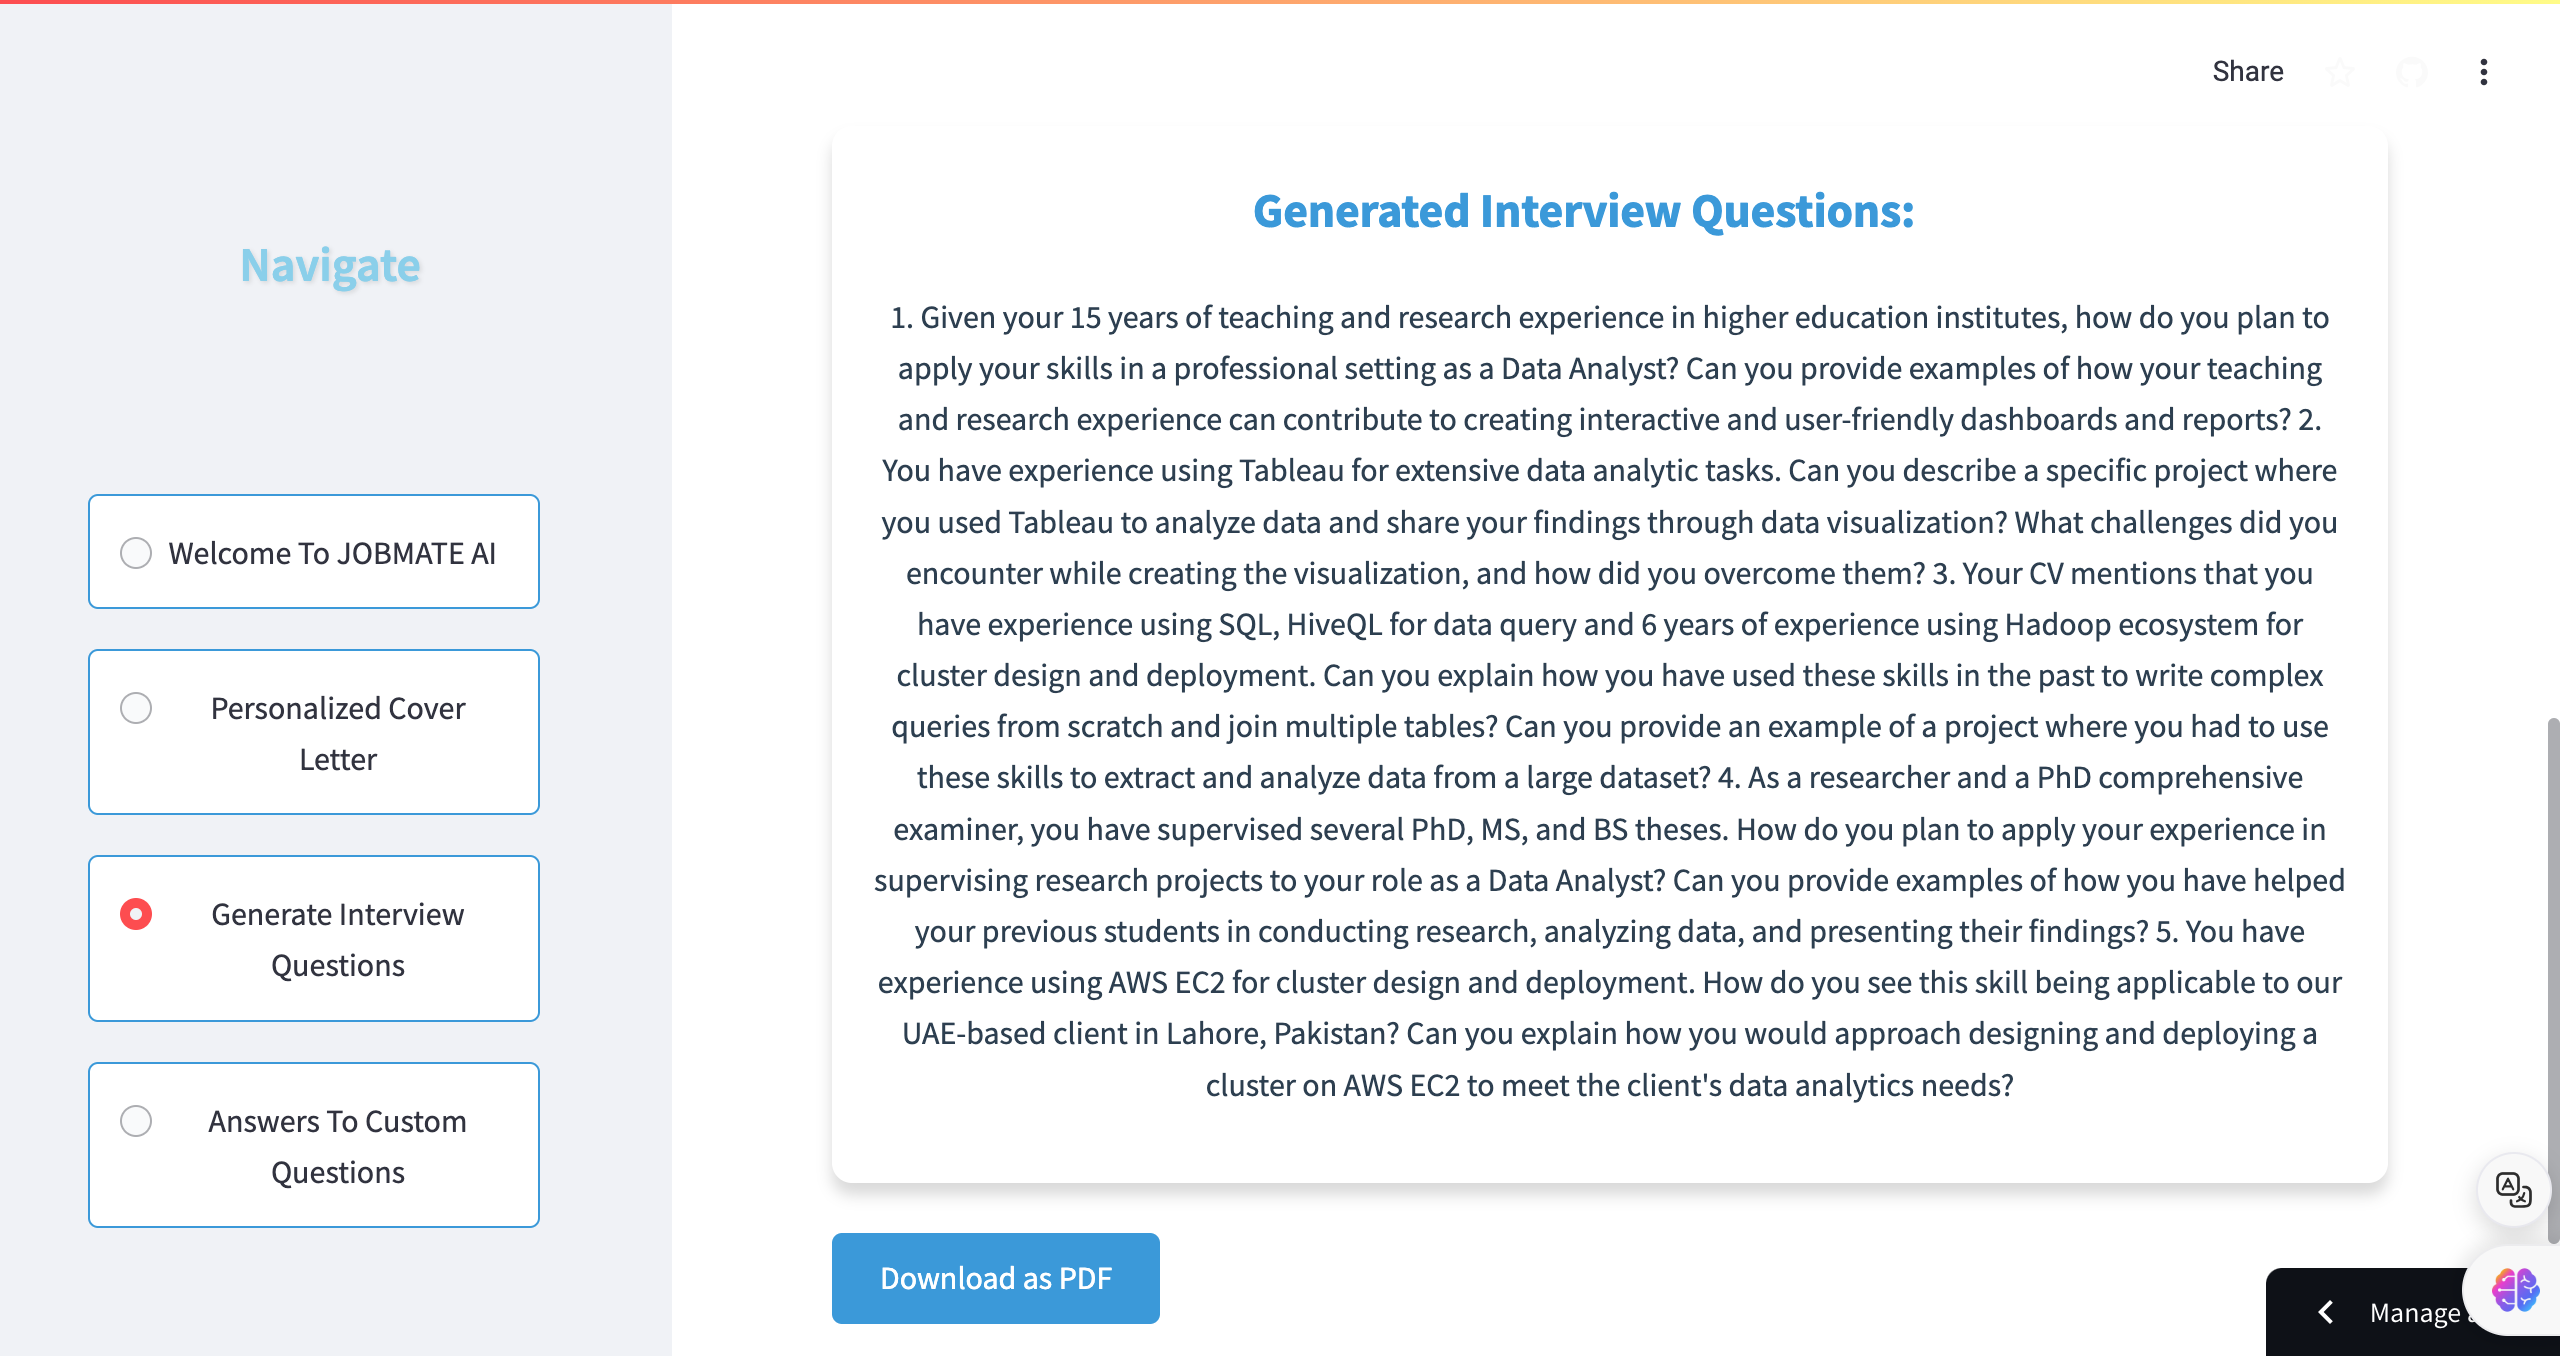 Share
Navigate
Welcome To JOBMATE AI
Personalized Cover
Letter
Generate Interview
Questions
Answers To Custom
Questions
Generated Interview Questions:
1. Given your 15 years of teaching and research experience in higher education institutes, how do you plan to
apply your skills in a professional setting as a Data Analyst? Can you provide examples of how your teaching
and research experience can contribute to creating interactive and user-friendly dashboards and reports? 2.
You have experience using Tableau for extensive data analytic tasks. Can you describe a specific project where
you used Tableau to analyze data and share your findings through data visualization? What challenges did you
encounter while creating the visualization, and how did you overcome them? 3. Your CV mentions that you
have experience using SQL, HiveQL for data query and 6 years of experience using Hadoop ecosystem for
cluster design and deployment. Can you explain how you have used these skills in the past to write complex
queries from scratch and join multiple tables? Can you provide an example of a project where you had to use
these skills to extract and analyze data from a large dataset? 4. As a researcher and a PhD comprehensive
examiner, you have supervised several PhD, MS, and BS theses. How do you plan to apply your experience in
supervising research projects to your role as a Data Analyst? Can you provide examples of how you have helped
your previous students in conducting research, analyzing data, and presenting their findings? 5. You have
experience using AWS EC2 for cluster design and deployment. How do you see this skill being applicable to our
UAE-based client in Lahore, Pakistan? Can you explain how you would approach designing and deploying a
cluster on AWS EC2 to meet the client's data analytics needs?
Download as PDF
Manage